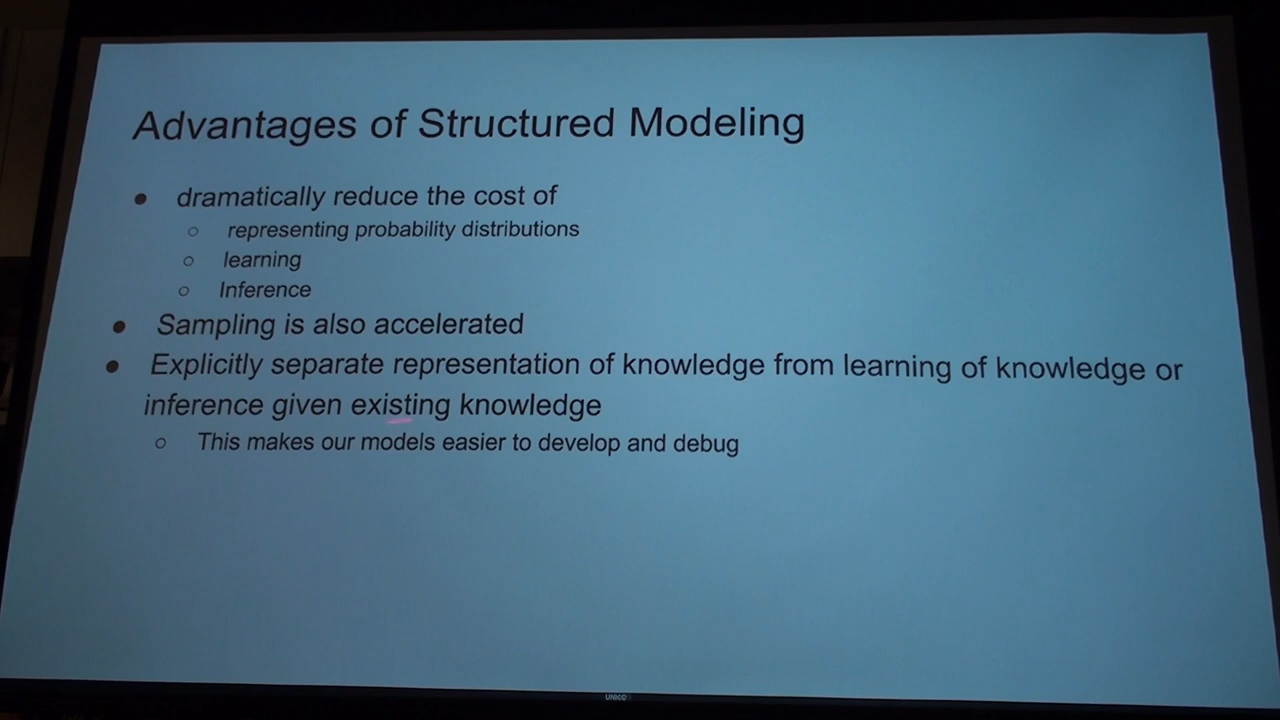 Advantages of Structured Modeling
● dramatically reduce the cost of
○ representing probability distributions
○ learning
○ Inference
● Sampling is also accelerated
● Explicitly separate representation of knowledge from learning of knowledge or
inference given existing knowledge
○ This makes our models easier to develop and debug
UNICO